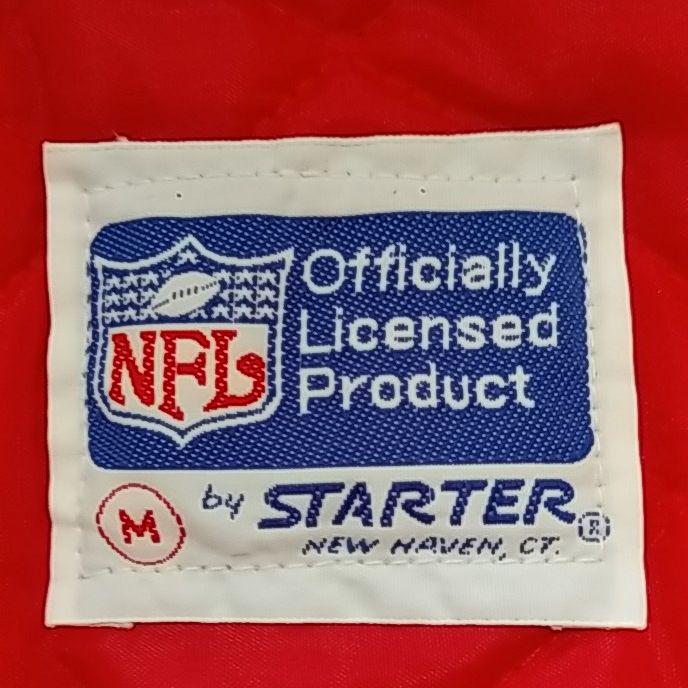 NFL
Officially
Licensed
Product
M
by STARTER®
NEW HAVEN, CT.